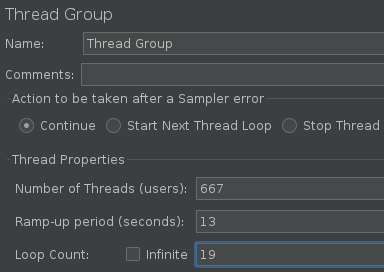 Thread Group
Name: Thread Group
Comments:
Action to be taken after a Sampler error
Continue Start Next Thread Loop Stop Thread
Thread Properties
Number of Threads (users): 667
Ramp-up period (seconds): 13
Loop Count: Infinite 19